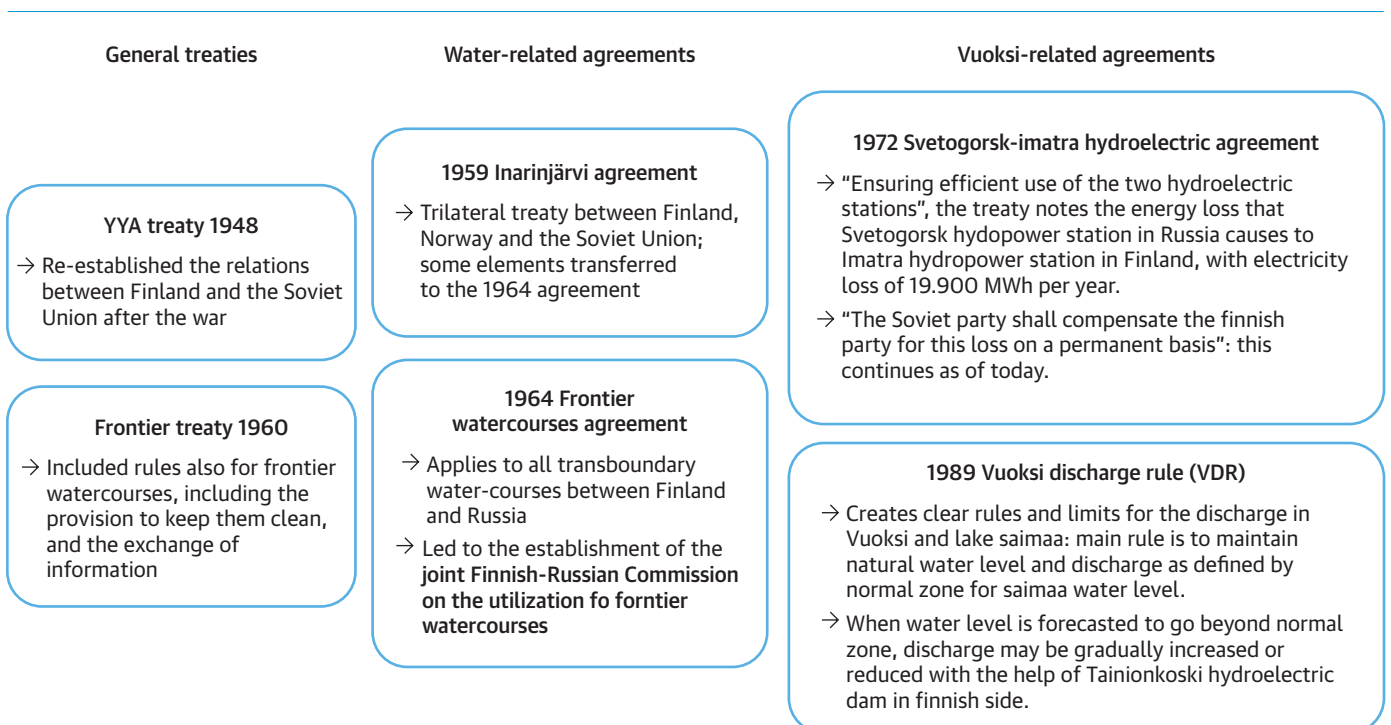 General treaties
YYA treaty 1948
→ Re-established the relations
between Finland and the Soviet
Union after the war
Frontier treaty 1960
→ Included rules also for frontier
watercourses, including the
provision to keep them clean,
and the exchange of
information
Water-related agreements
1959 Inarinjärvi agreement
→ Trilateral treaty between Finland,
Norway and the Soviet Union;
some elements transferred
to the 1964 agreement
1964 Frontier
watercourses agreement
→ Applies to all transboundary
water-courses between Finland
and Russia
→ Led to the establishment of the
joint Finnish-Russian Commission
on the utilization fo forntier
watercourses
Vuoksi-related agreements
1972 Svetogorsk-imatra hydroelectric agreement
→ “Ensuring efficient use of the two hydroelectric
stations”, the treaty notes the energy loss that
Svetogorsk hydopower station in Russia causes to
Imatra hydropower station in Finland, with electricity
loss of 19.900 MWh per year.
→ “The Soviet party shall compensate the finnish
party for this loss on a permanent basis”: this
continues as of today.
1989 Vuoksi discharge rule (VDR)
→ Creates clear rules and limits for the discharge in
Vuoksi and lake saimaa: main rule is to maintain
natural water level and discharge as defined by
normal zone for saimaa water level.
→ When water level is forecasted to go beyond normal
zone, discharge may be gradually increased or
reduced with the help of Tainionkoski hydroelectric
dam in finnish side.